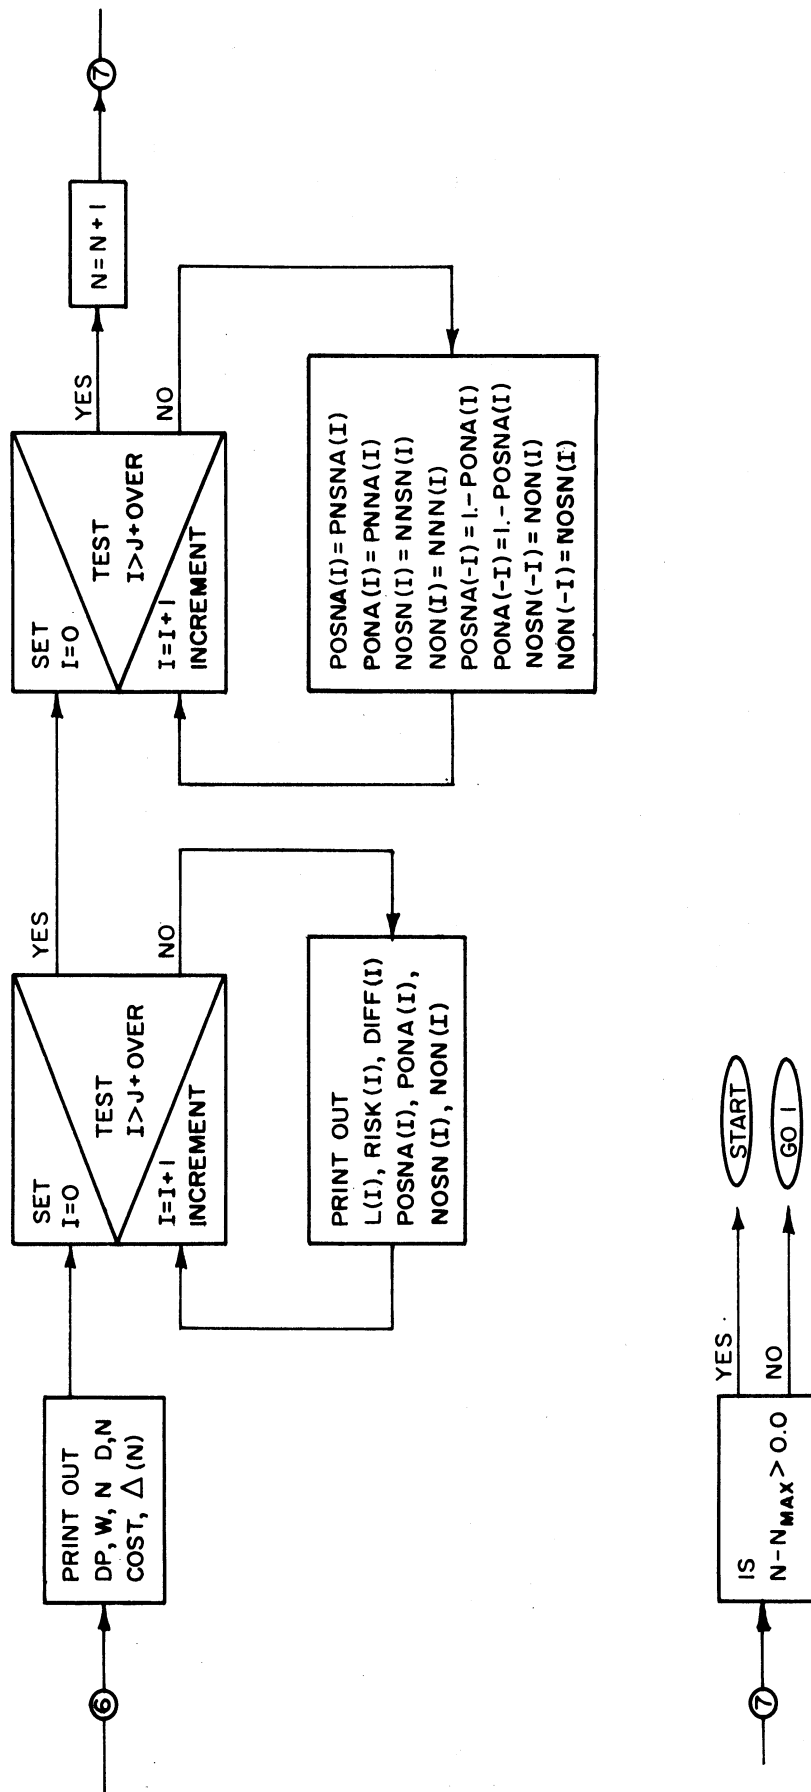 6
PRINT OUT
DP, W, N D,N
COST, Δ(N)
SET
I=0
TEST
I>J+OVER
I=I+1
INCREMENT
YES
NO
PRINT OUT
L(I), RISK(I), DIFF(I)
POSNA(I), PONA(I),
NOSN(I), NON(I)
SET
I=0
TEST
I>J+OVER
I=I+1
INCREMENT
YES
NO
POSNA(I)=PNSNA(I)
PONA(I)=PNNA(I)
NOSN(I)=NNSN(I)
NON(I)=NNN(I)
POSNA(-I)=1.-PONA(I)
PONA(-I)=1.-POSNA(I)
NOSN(-I)=NON(I)
NON(-I)=NOSN(I)
N=N+1
7
7
IS
N-NMAX>0.0
YES
NO
START
GO 1